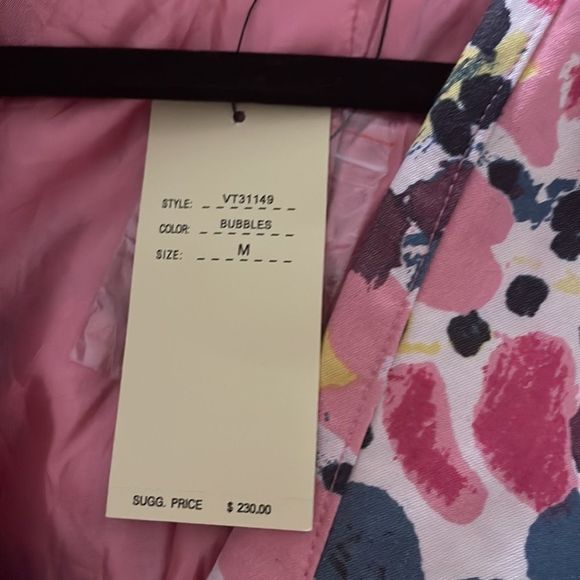 STYLE: VT31149
COLOR: BUBBLES
SIZE: M
SUGG. PRICE $ 230.00